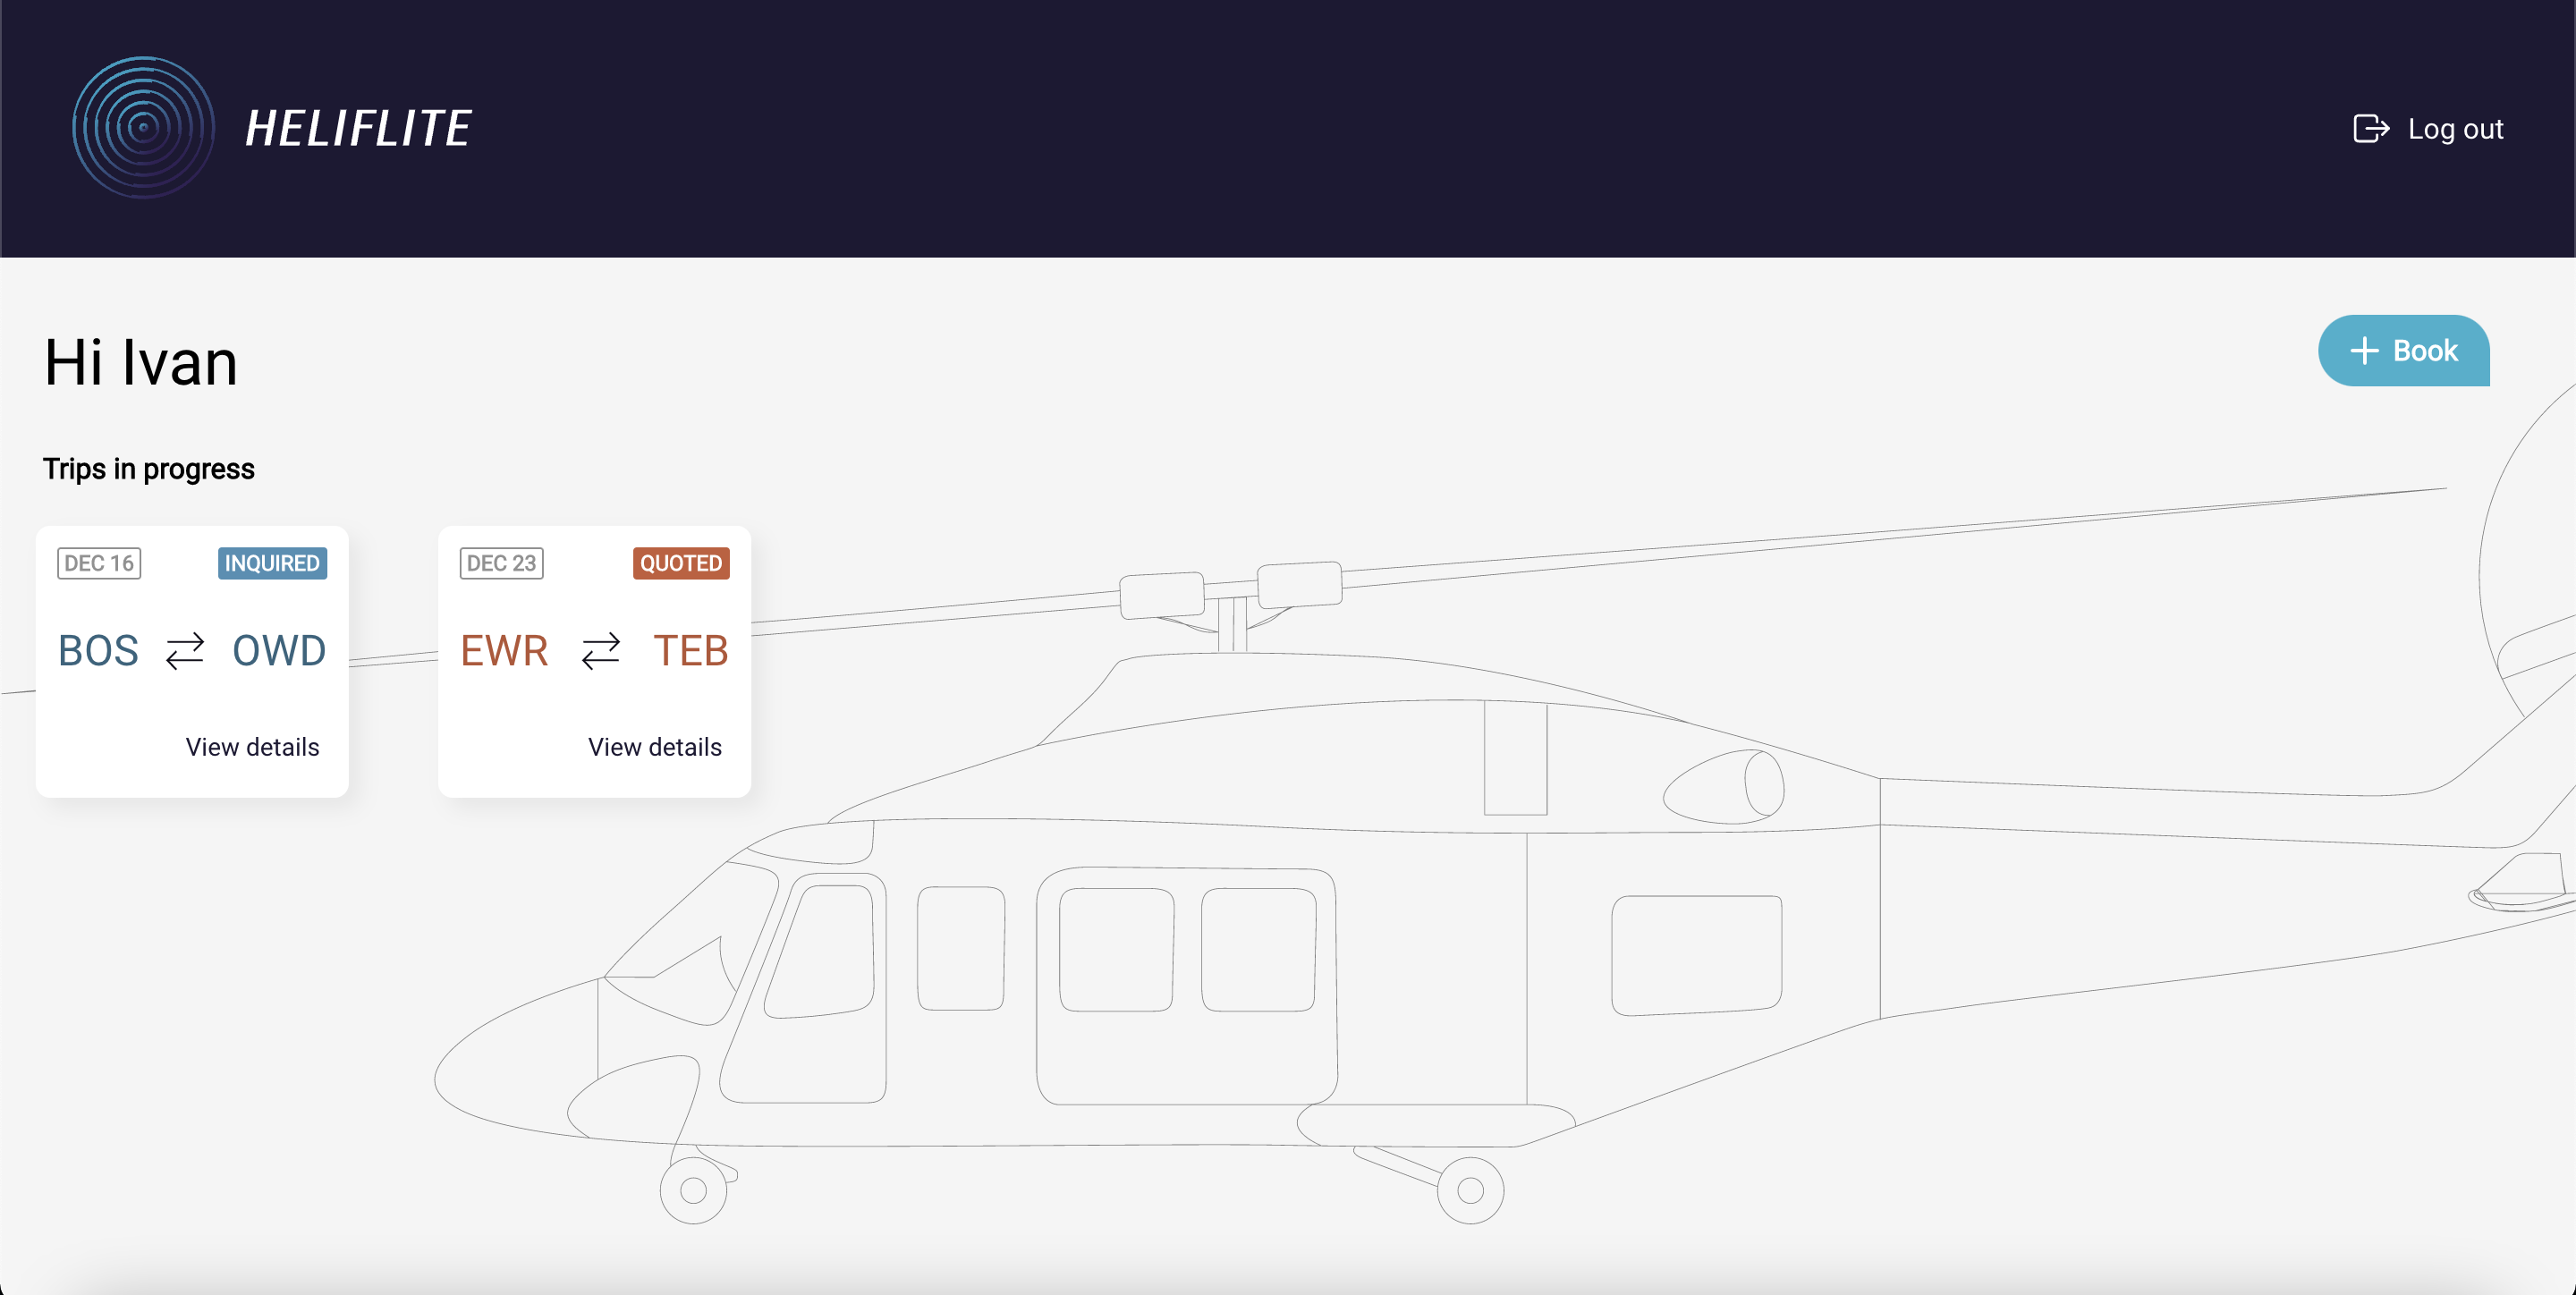 HELIFLITE
Log out
Hi Ivan
+ Book
Trips in progress
DEC 16 INQUIRED
BOS ⇄ OWD
View details
DEC 23 QUOTED
EWR ⇄ TEB
View details